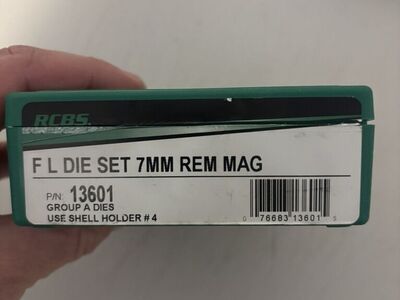 RCBS.
F L DIE SET 7MM REM MAG
P/N: 13601
GROUP A DIES
USE SHELL HOLDER # 4
0 76683 13601 5